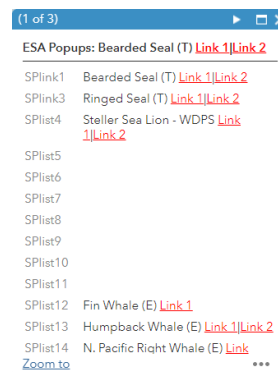 (1 of 3)
ESA Popups: Bearded Seal (T) Link 1|Link 2
SPlink1 Bearded Seal (T) Link 1|Link 2
SPlink3 Ringed Seal (T) Link 1|Link 2
SPlist4 Steller Sea Lion - WDPS Link
1|Link 2
SPlist5
SPlist6
SPlist7
SPlist8
SPlist9
SPlist10
SPlist11
SPlist12 Fin Whale (E) Link 1
SPlist13 Humpback Whale (E) Link 1|Link 2
SPlist14 N. Pacific Right Whale (E) Link
Zoom to